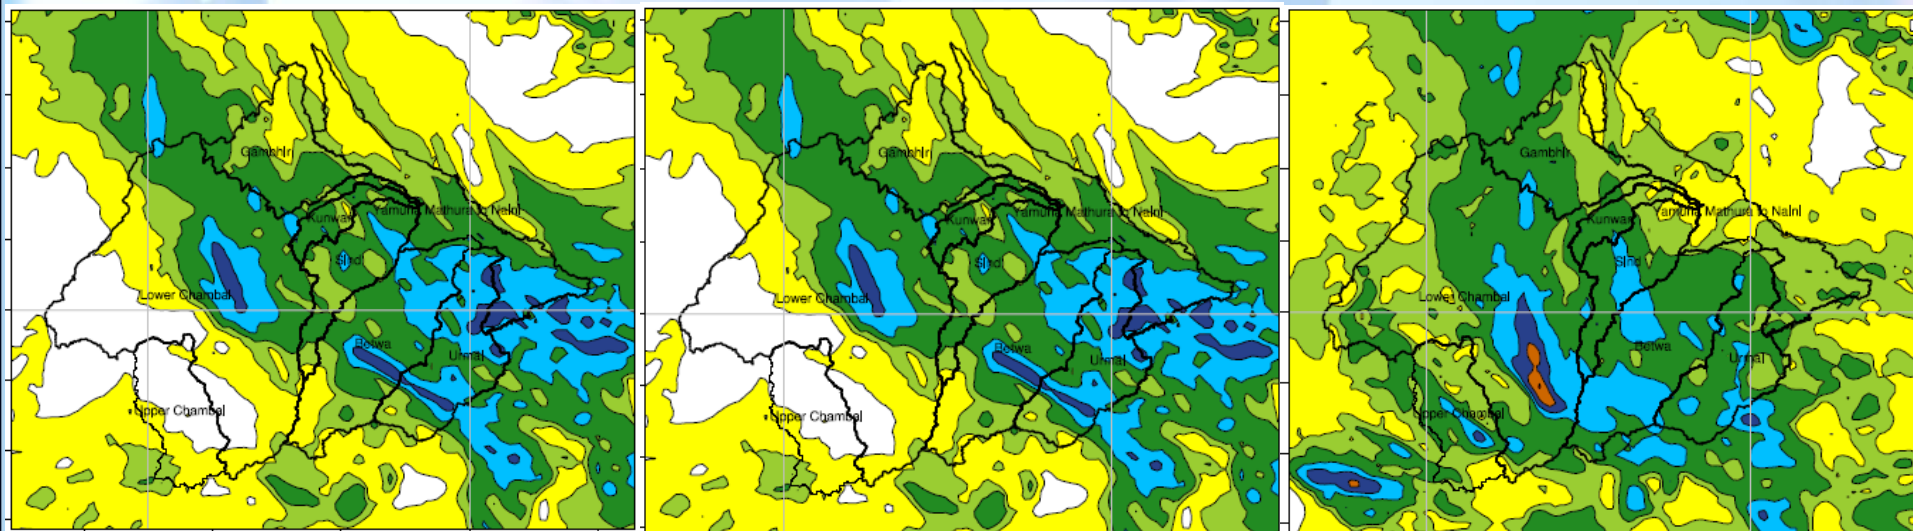 Gambhir
Kunwari
Yamuna Mathura to NaInI
Sind
Lower Chambal
Betwa
Urmal
Upper Chambal
Gambhir
Kunwari
Yamuna Mathura to NaInI
Sind
Lower Chambal
Betwa
Urmal
Upper Chambal
Gambhir
Kunwari
Yamuna Mathura to NaInI
Sind
Lower Chambal
Betwa
Urmal
Upper Chambal